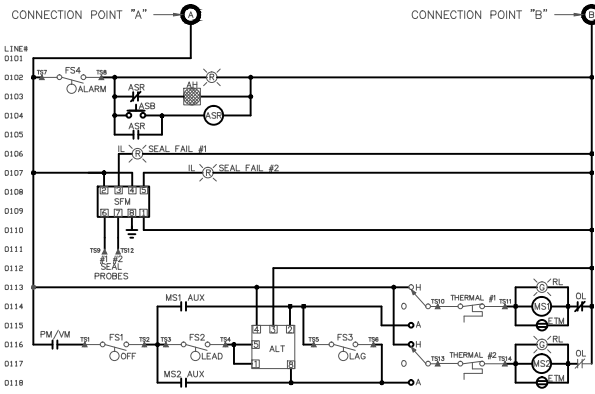 CONNECTION POINT "A" A CONNECTION POINT "B" B
LINE#
0101
0102 TS7 FS4 TS8 R
ALARM
0103 ASR AH
0104 ASB ASR
0105 ASR
0106 IL R SEAL FAIL #1
0107 IL R SEAL FAIL #2
0108 2 3 4 5
SFM
0109 6 7 8 1
0110
0111 TS9 TS12
#1 #2
SEAL
PROBES
0112
0113 H G RL
0114 MS1 AUX O TS10 THERMAL #1 TS11 MS1 OL
0115 A ETM
0116 PM/VM TS1 FS1 TS2 TS3 FS2 TS4 4 3 2 5 ALT TS5 FS3 TS6 H G RL
OFF LEAD LAG
0117 1 8 O TS13 THERMAL #2 TS14 MS2 OL
0118 MS2 AUX A ETM